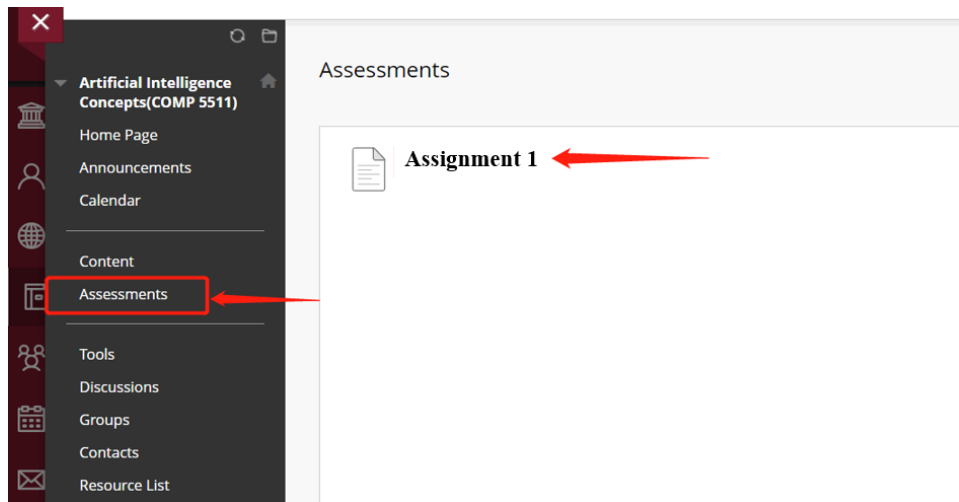 Artificial Intelligence
Concepts(COMP 5511)
Home Page
Announcements
Calendar
Content
Assessments
Tools
Discussions
Groups
Contacts
Resource List
Assessments
Assignment 1